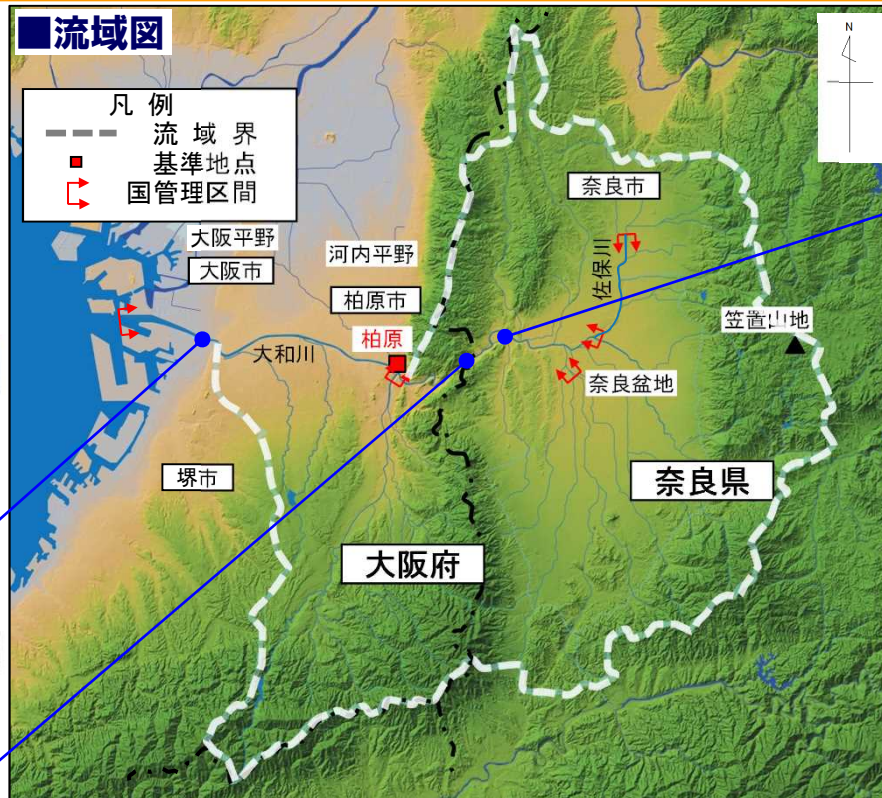 ■流域図
N
凡例
流域界
基準地点
国管理区間
奈良市
大阪平野
河内平野
大阪市
佐保川
柏原市
笠置山地
柏原
大和川
奈良盆地
堺市
奈良県
大阪府